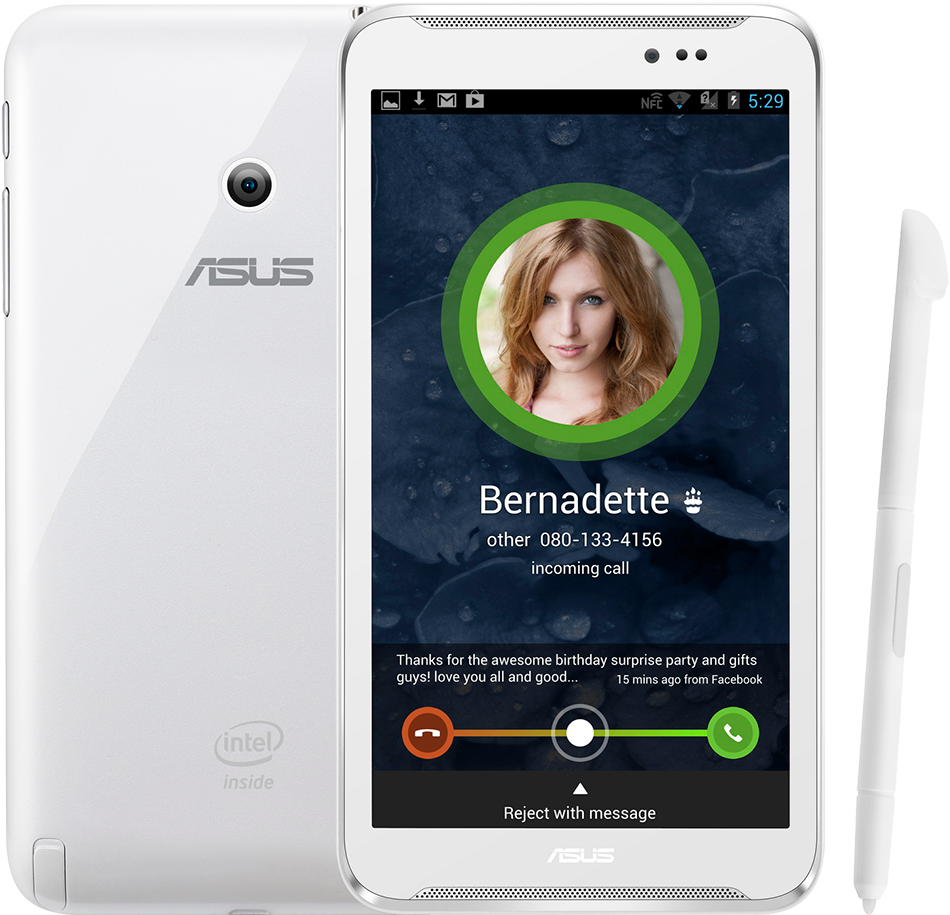 ASUS
intel
inside
NFC
5:29
Bernadette
other 080-133-4156
incoming call
Thanks for the awesome birthday surprise party and gifts
guys! love you all and good...
15 mins ago from Facebook
Reject with message
ASUS